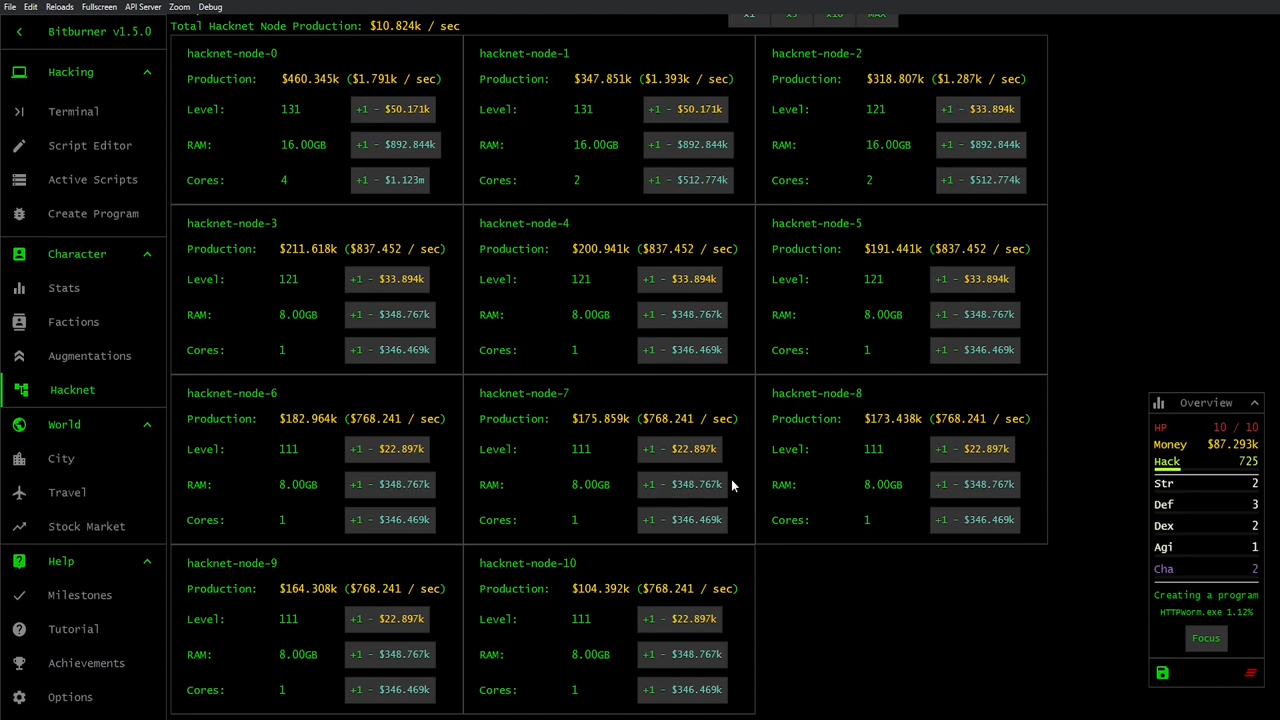 File Edit Reloads Fullscreen API Server Zoom Debug
Bitburner v1.5.0
Hacking
Terminal
Script Editor
Active Scripts
Create Program
Character
Stats
Factions
Augmentations
Hacknet
World
City
Travel
Stock Market
Help
Milestones
Tutorial
Achievements
Options
x1 x5 x10 MAX
Total Hacknet Node Production: $10.824k / sec
hacknet-node-0
Production: $460.345k ($1.791k / sec)
Level: 131 +1 - $50.171k
RAM: 16.00GB +1 - $892.844k
Cores: 4 +1 - $1.123m
hacknet-node-1
Production: $347.851k ($1.393k / sec)
Level: 131 +1 - $50.171k
RAM: 16.00GB +1 - $892.844k
Cores: 2 +1 - $512.774k
hacknet-node-2
Production: $318.807k ($1.287k / sec)
Level: 121 +1 - $33.894k
RAM: 16.00GB +1 - $892.844k
Cores: 2 +1 - $512.774k
hacknet-node-3
Production: $211.618k ($837.452 / sec)
Level: 121 +1 - $33.894k
RAM: 8.00GB +1 - $348.767k
Cores: 1 +1 - $346.469k
hacknet-node-4
Production: $200.941k ($837.452 / sec)
Level: 121 +1 - $33.894k
RAM: 8.00GB +1 - $348.767k
Cores: 1 +1 - $346.469k
hacknet-node-5
Production: $191.441k ($837.452 / sec)
Level: 121 +1 - $33.894k
RAM: 8.00GB +1 - $348.767k
Cores: 1 +1 - $346.469k
hacknet-node-6
Production: $182.964k ($768.241 / sec)
Level: 111 +1 - $22.897k
RAM: 8.00GB +1 - $348.767k
Cores: 1 +1 - $346.469k
hacknet-node-7
Production: $175.859k ($768.241 / sec)
Level: 111 +1 - $22.897k
RAM: 8.00GB +1 - $348.767k
Cores: 1 +1 - $346.469k
hacknet-node-8
Production: $173.438k ($768.241 / sec)
Level: 111 +1 - $22.897k
RAM: 8.00GB +1 - $348.767k
Cores: 1 +1 - $346.469k
hacknet-node-9
Production: $164.308k ($768.241 / sec)
Level: 111 +1 - $22.897k
RAM: 8.00GB +1 - $348.767k
Cores: 1 +1 - $346.469k
hacknet-node-10
Production: $104.392k ($768.241 / sec)
Level: 111 +1 - $22.897k
RAM: 8.00GB +1 - $348.767k
Cores: 1 +1 - $346.469k
Overview
HP 10 / 10
Money $87.293k
Hack 725
Str 2
Def 3
Dex 2
Agi 1
Cha 2
Creating a program
HTTPWorm.exe 1.12%
Focus